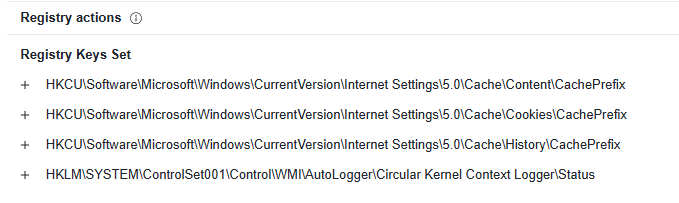 Registry actions
Registry Keys Set
+ HKCU\Software\Microsoft\Windows\CurrentVersion\Internet Settings\5.0\Cache\Content\CachePrefix
+ HKCU\Software\Microsoft\Windows\CurrentVersion\Internet Settings\5.0\Cache\Cookies\CachePrefix
+ HKCU\Software\Microsoft\Windows\CurrentVersion\Internet Settings\5.0\Cache\History\CachePrefix
+ HKLM\SYSTEM\ControlSet001\Control\WMI\AutoLogger\Circular Kernel Context Logger\Status